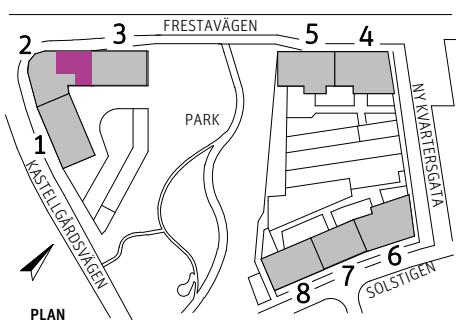 FRESTAVÄGEN
2
3
5
4
PARK
1
KASTELLGÅRDSVÄGEN
NY KVARTERSGATA
6
7
8
SOLSTIGEN
PLAN